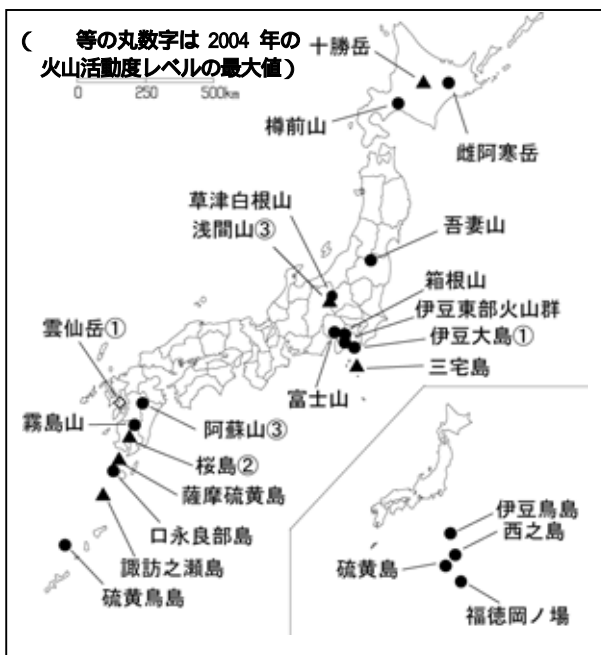 (　　等の丸数字は 2004 年の
火山活動度レベルの最大値)
0 250 500km
十勝岳
樽前山
雌阿寒岳
草津白根山
浅間山③
吾妻山
箱根山
伊豆東部火山群
伊豆大島①
三宅島
富士山
雲仙岳①
霧島山
阿蘇山③
桜島②
薩摩硫黄島
口永良部島
諏訪之瀬島
硫黄鳥島
伊豆鳥島
西之島
硫黄島
福徳岡ノ場